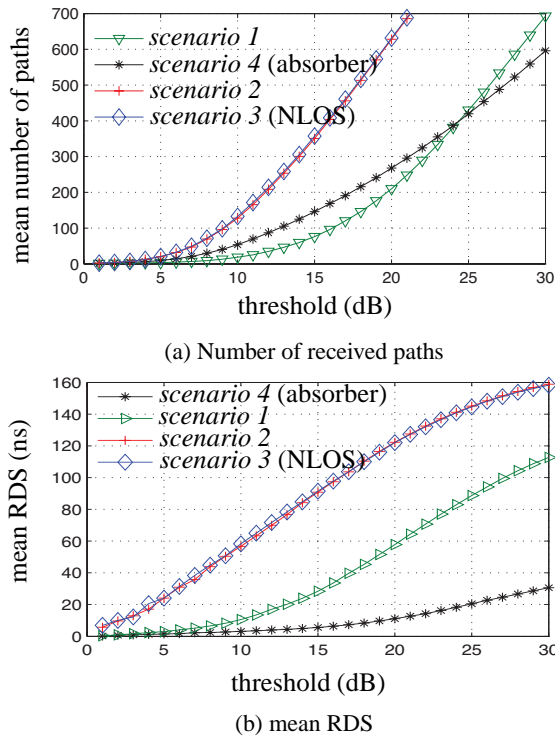 700
600
500
400
300
200
100
0
mean number of paths
scenario 1
scenario 4 (absorber)
scenario 2
scenario 3 (NLOS)
0 5 10 15 20 25 30
threshold (dB)
(a) Number of received paths
160
140
120
100
80
60
40
20
0
mean RDS (ns)
scenario 4 (absorber)
scenario 1
scenario 2
scenario 3 (NLOS)
0 5 10 15 20 25 30
threshold (dB)
(b) mean RDS